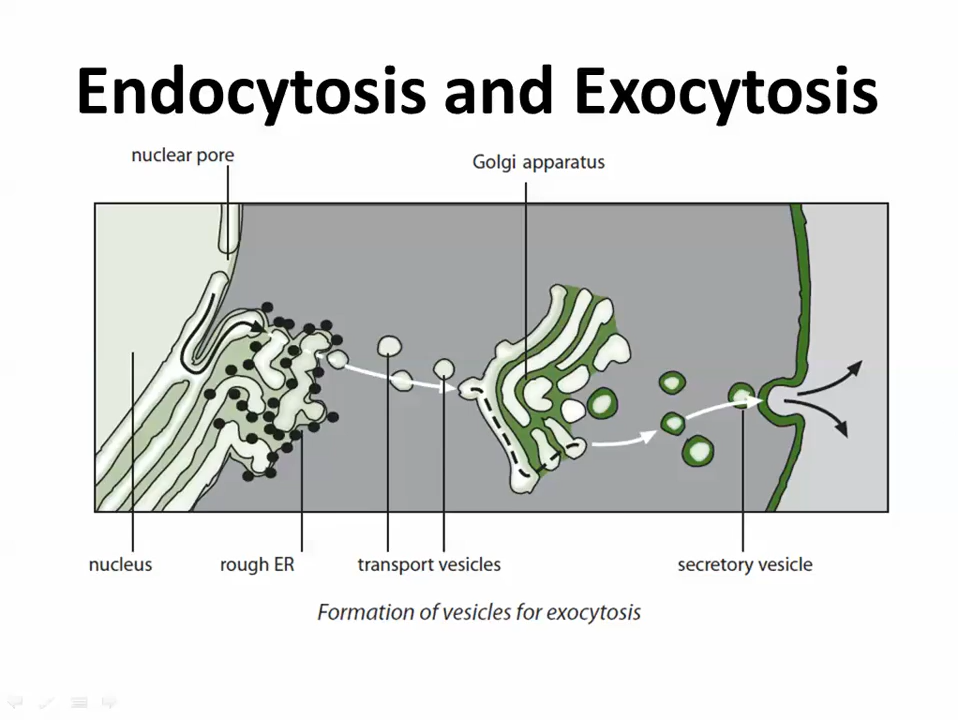 Endocytosis and Exocytosis
nuclear pore
Golgi apparatus
nucleus
rough ER
transport vesicles
secretory vesicle
Formation of vesicles for exocytosis